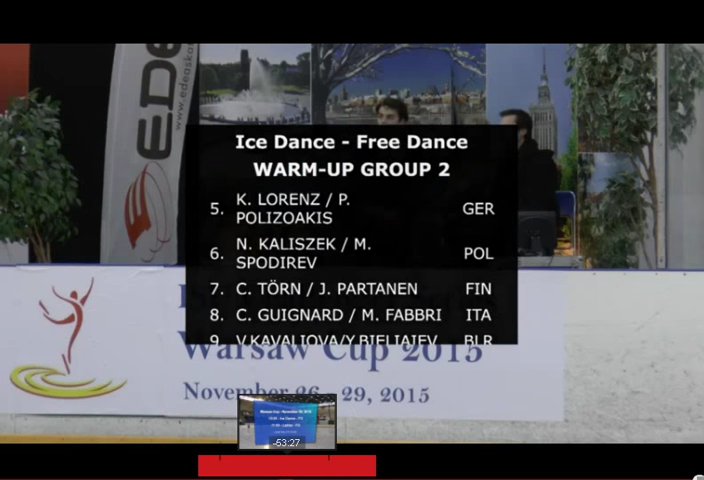 EDEA
www.edeaskat
Ice Dance - Free Dance
WARM-UP GROUP 2
5. K. LORENZ / P. POLIZOAKIS GER
6. N. KALISZEK / M. SPODIREV POL
7. C. TÖRN / J. PARTANEN FIN
8. C. GUIGNARD / M. FABBRI ITA
9. V.KAVALIOVA/Y.BIELIAIEV BLR
Warsaw Cup 2015
November 26 - 29, 2015
-53:27